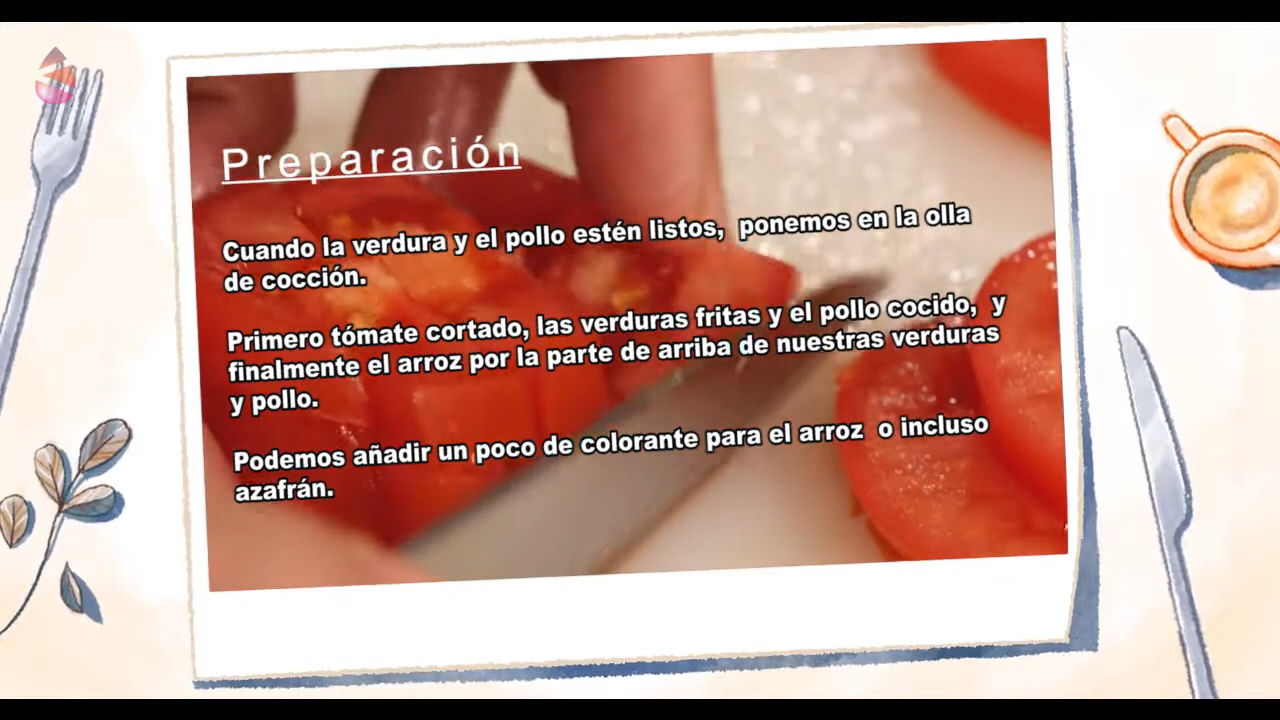 Preparación
Cuando la verdura y el pollo estén listos, ponemos en la olla
de cocción.
Primero tómate cortado, las verduras fritas y el pollo cocido, y
finalmente el arroz por la parte de arriba de nuestras verduras
y pollo.
Podemos añadir un poco de colorante para el arroz o incluso
azafrán.